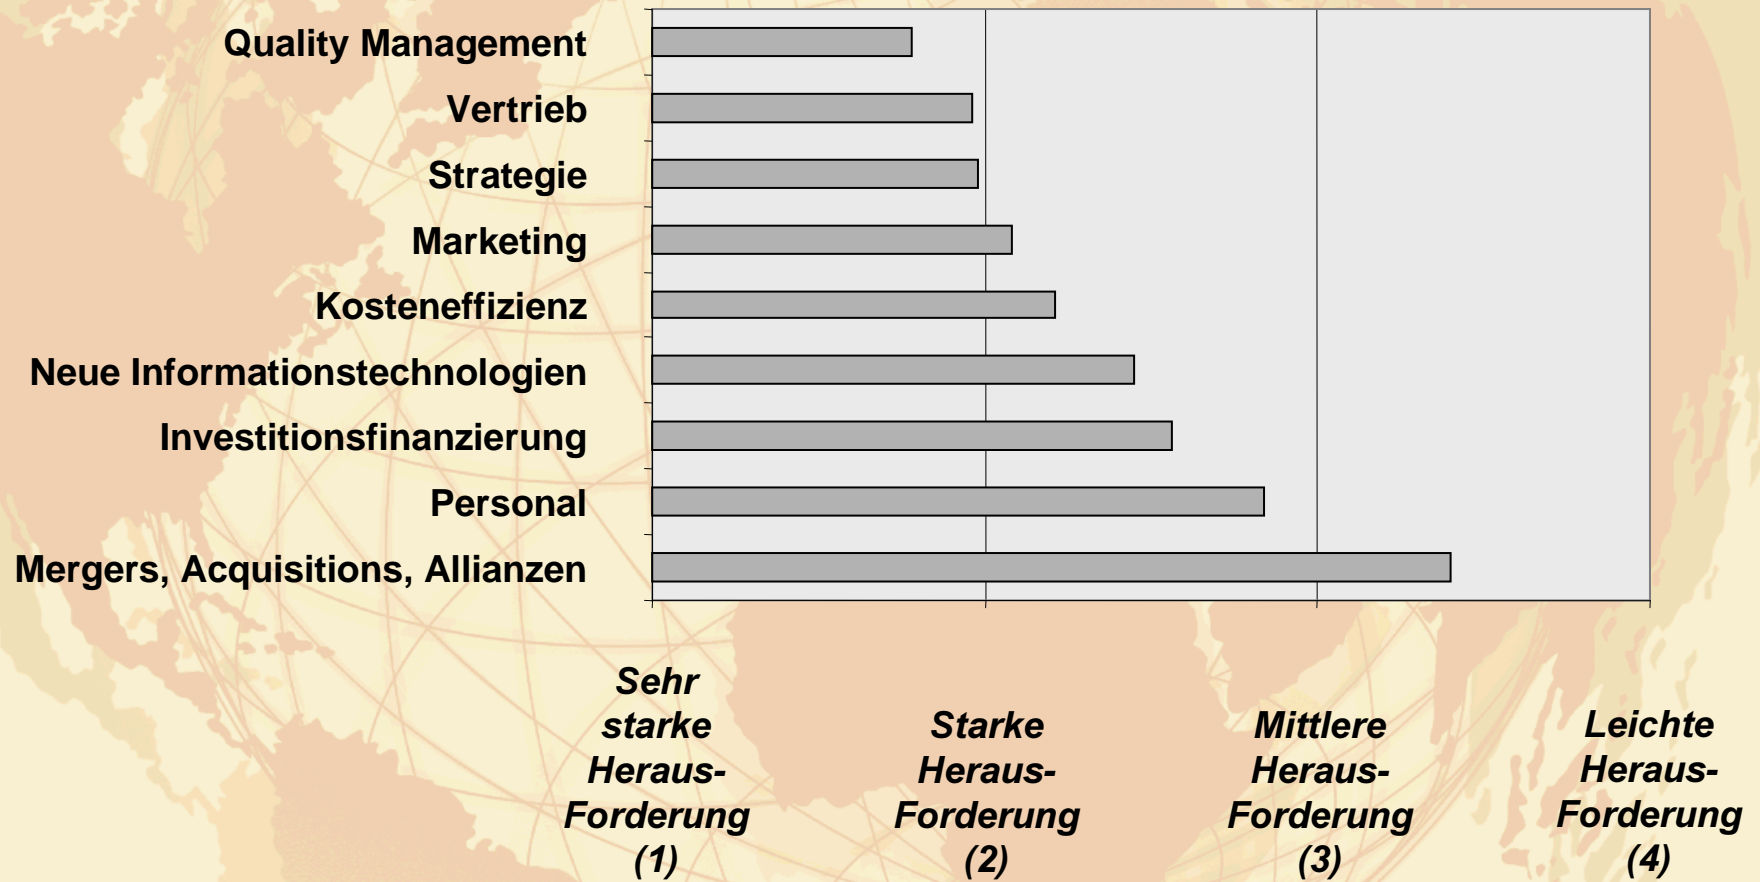 Quality Management
Vertrieb
Strategie
Marketing
Kosteneffizienz
Neue Informationstechnologien
Investitionsfinanzierung
Personal
Mergers, Acquisitions, Allianzen
Sehr
starke
Heraus-
Forderung
(1)
Starke
Heraus-
Forderung
(2)
Mittlere
Heraus-
Forderung
(3)
Leichte
Heraus-
Forderung
(4)